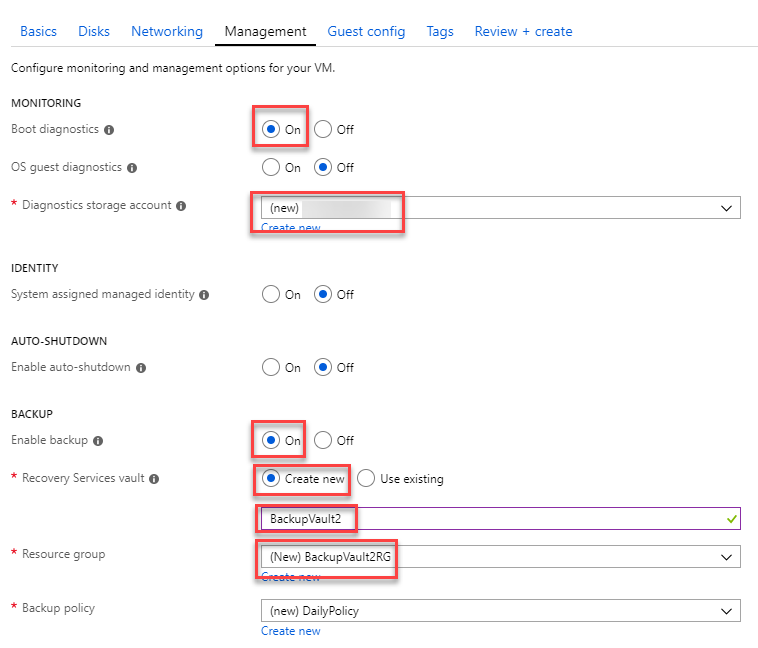 Basics Disks Networking Management Guest config Tags Review + create
Configure monitoring and management options for your VM.
MONITORING
Boot diagnostics On Off
OS guest diagnostics On Off
* Diagnostics storage account (new)
Create new
IDENTITY
System assigned managed identity On Off
AUTO-SHUTDOWN
Enable auto-shutdown On Off
BACKUP
Enable backup On Off
* Recovery Services vault Create new Use existing
BackupVault2
* Resource group (New) BackupVault2RG
Create new
* Backup policy (new) DailyPolicy
Create new